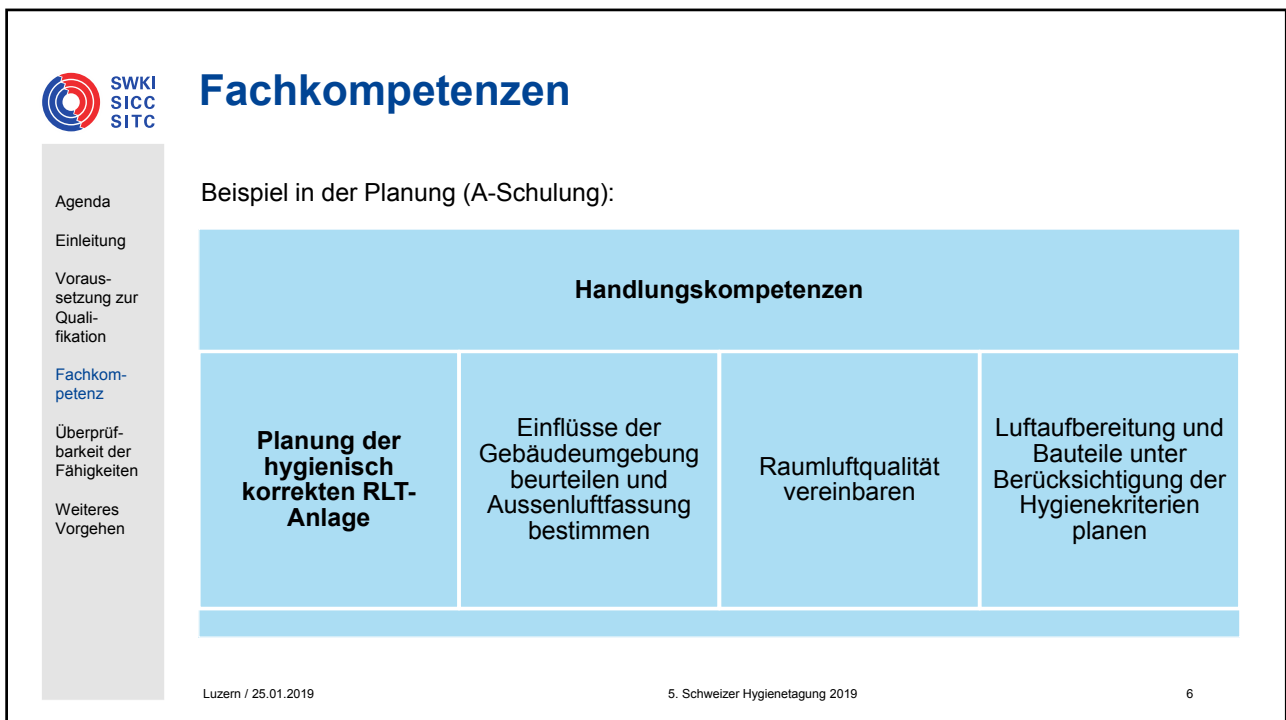 SWKI
SICC
SITC
Fachkompetenzen
Agenda
Einleitung
Voraus-
setzung zur
Quali-
fikation
Fachkom-
petenz
Überprüf-
barkeit der
Fähigkeiten
Weiteres
Vorgehen
Beispiel in der Planung (A-Schulung):
Handlungskompetenzen
Planung der
hygienisch
korrekten RLT-
Anlage
Einflüsse der
Gebäudeumgebung
beurteilen und
Aussenluftfassung
bestimmen
Raumluftqualität
vereinbaren
Luftaufbereitung und
Bauteile unter
Berücksichtigung der
Hygienekriterien
planen
Luzern / 25.01.2019
5. Schweizer Hygienetagung 2019
6